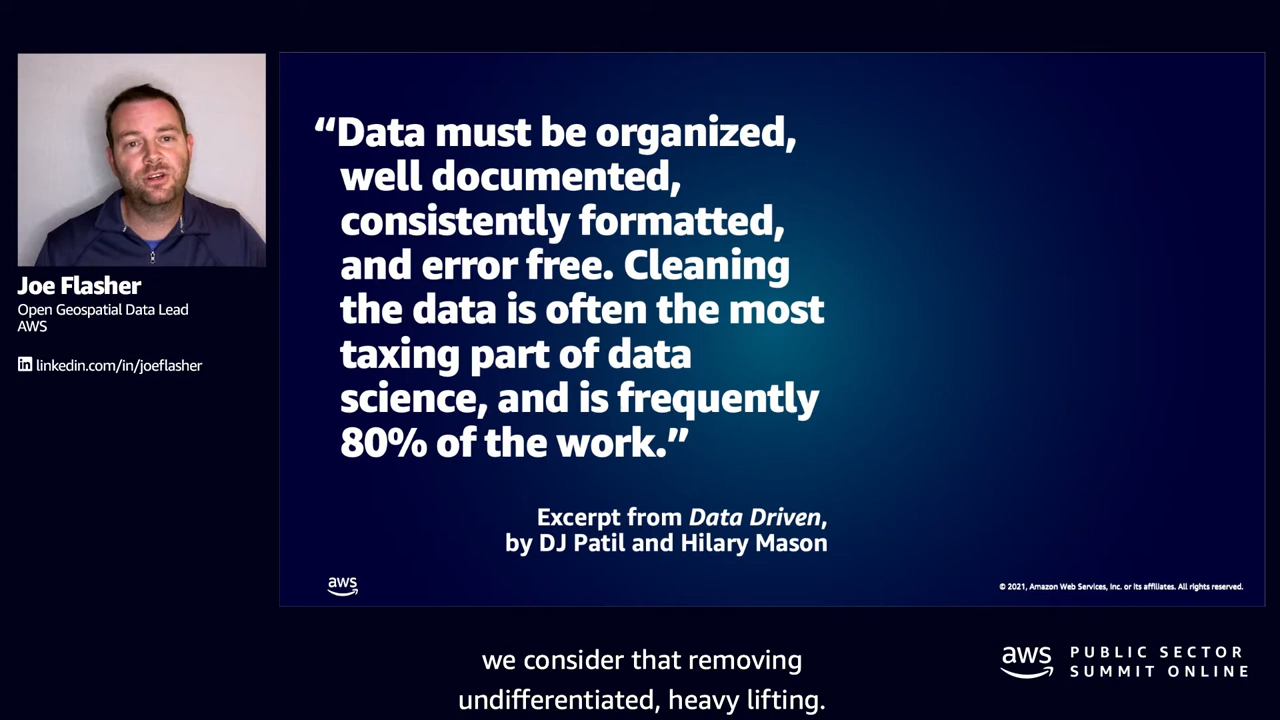 Joe Flasher
Open Geospatial Data Lead
AWS
in linkedin.com/in/joeflasher
“Data must be organized,
well documented,
consistently formatted,
and error free. Cleaning
the data is often the most
taxing part of data
science, and is frequently
80% of the work.”
Excerpt from Data Driven,
by DJ Patil and Hilary Mason
aws
© 2021, Amazon Web Services, Inc. or its affiliates. All rights reserved.
we consider that removing
undifferentiated, heavy lifting.
aws
PUBLIC SECTOR
SUMMIT ONLINE